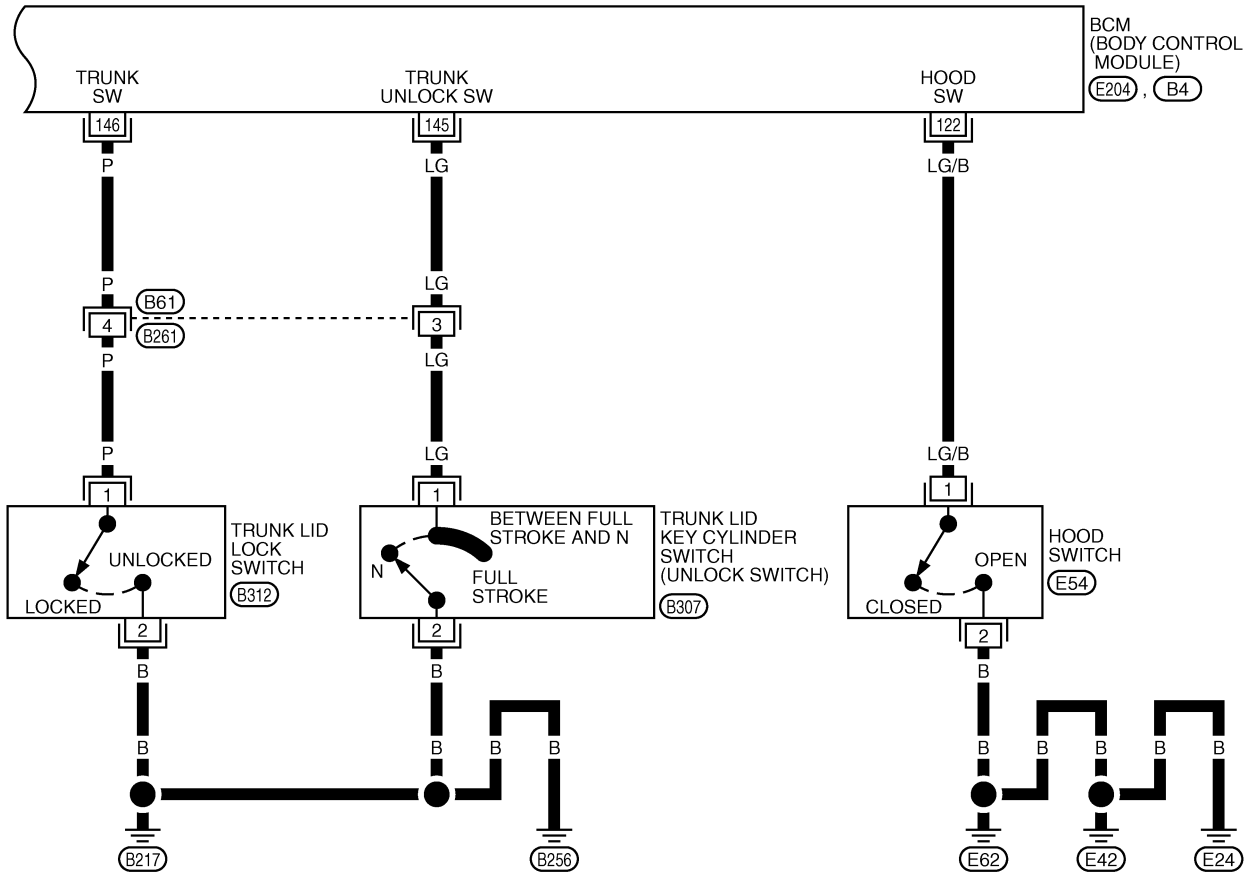 BCM
(BODY CONTROL
MODULE)
E204 , B4
TRUNK
SW
TRUNK
UNLOCK SW
HOOD
SW
146
145
122
P
LG
LG/B
P
LG
B61
4
3
B261
P
LG
P
LG
LG/B
1
1
1
TRUNK LID
LOCK
SWITCH
B312
UNLOCKED
LOCKED
BETWEEN FULL
STROKE AND N
N
FULL
STROKE
TRUNK LID
KEY CYLINDER
SWITCH
(UNLOCK SWITCH)
B307
HOOD
SWITCH
E54
OPEN
CLOSED
2
2
2
B
B
B
B
B
B
B
B
B
B
B
B
B217
B256
E62
E42
E24